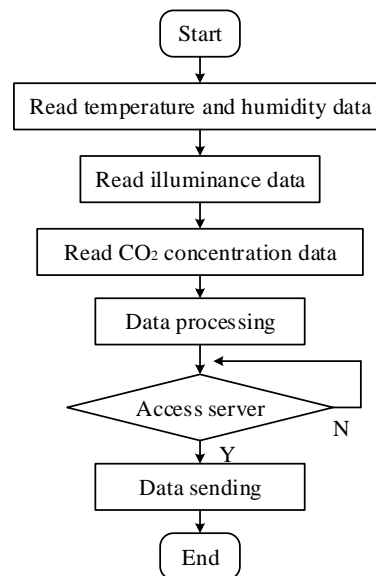 Start
Read temperature and humidity data
Read illuminance data
Read CO₂ concentration data
Data processing
Access server
N
Y
Data sending
End